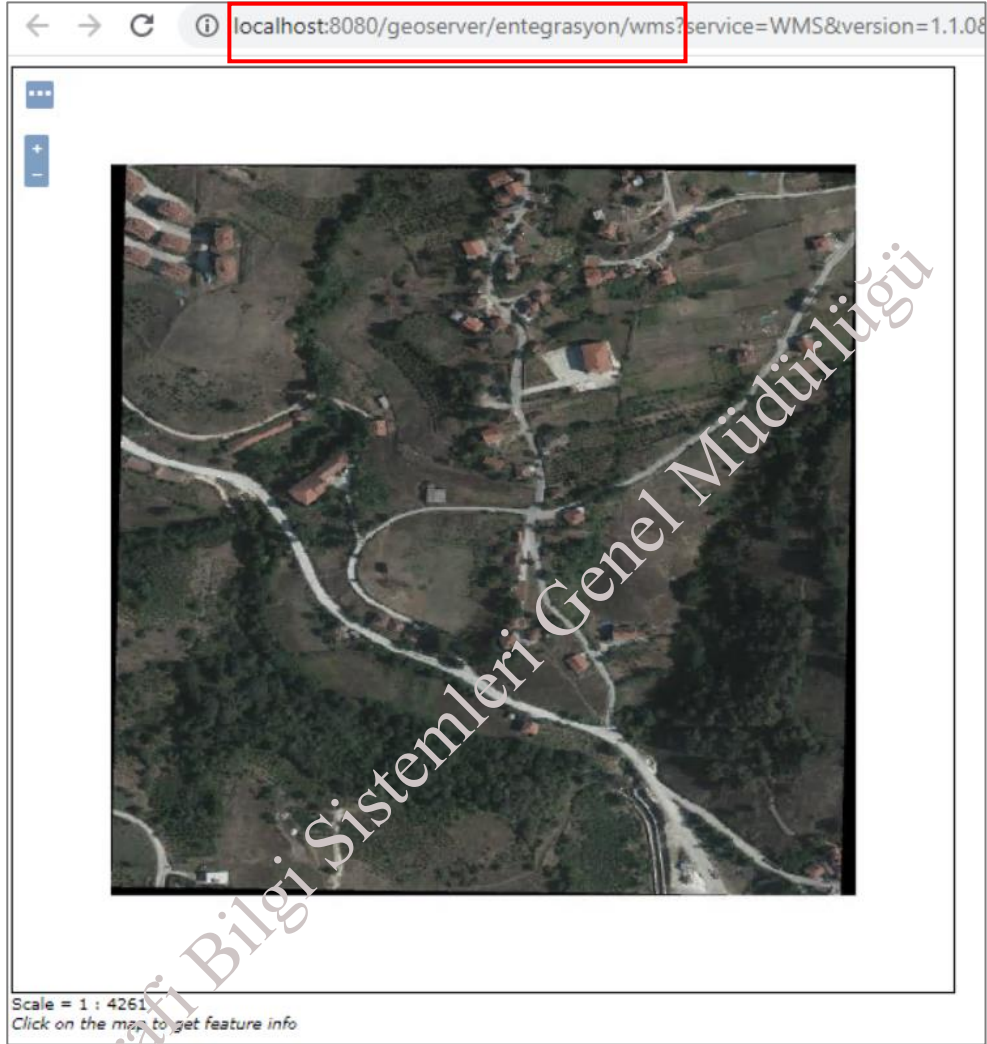 localhost:8080/geoserver/entegrasyon/wms?service=WMS&version=1.1.0&
+
-
Scale = 1 : 4261
Click on the map to get feature info
Bilgi Sistemleri Genel Müdürlüğü